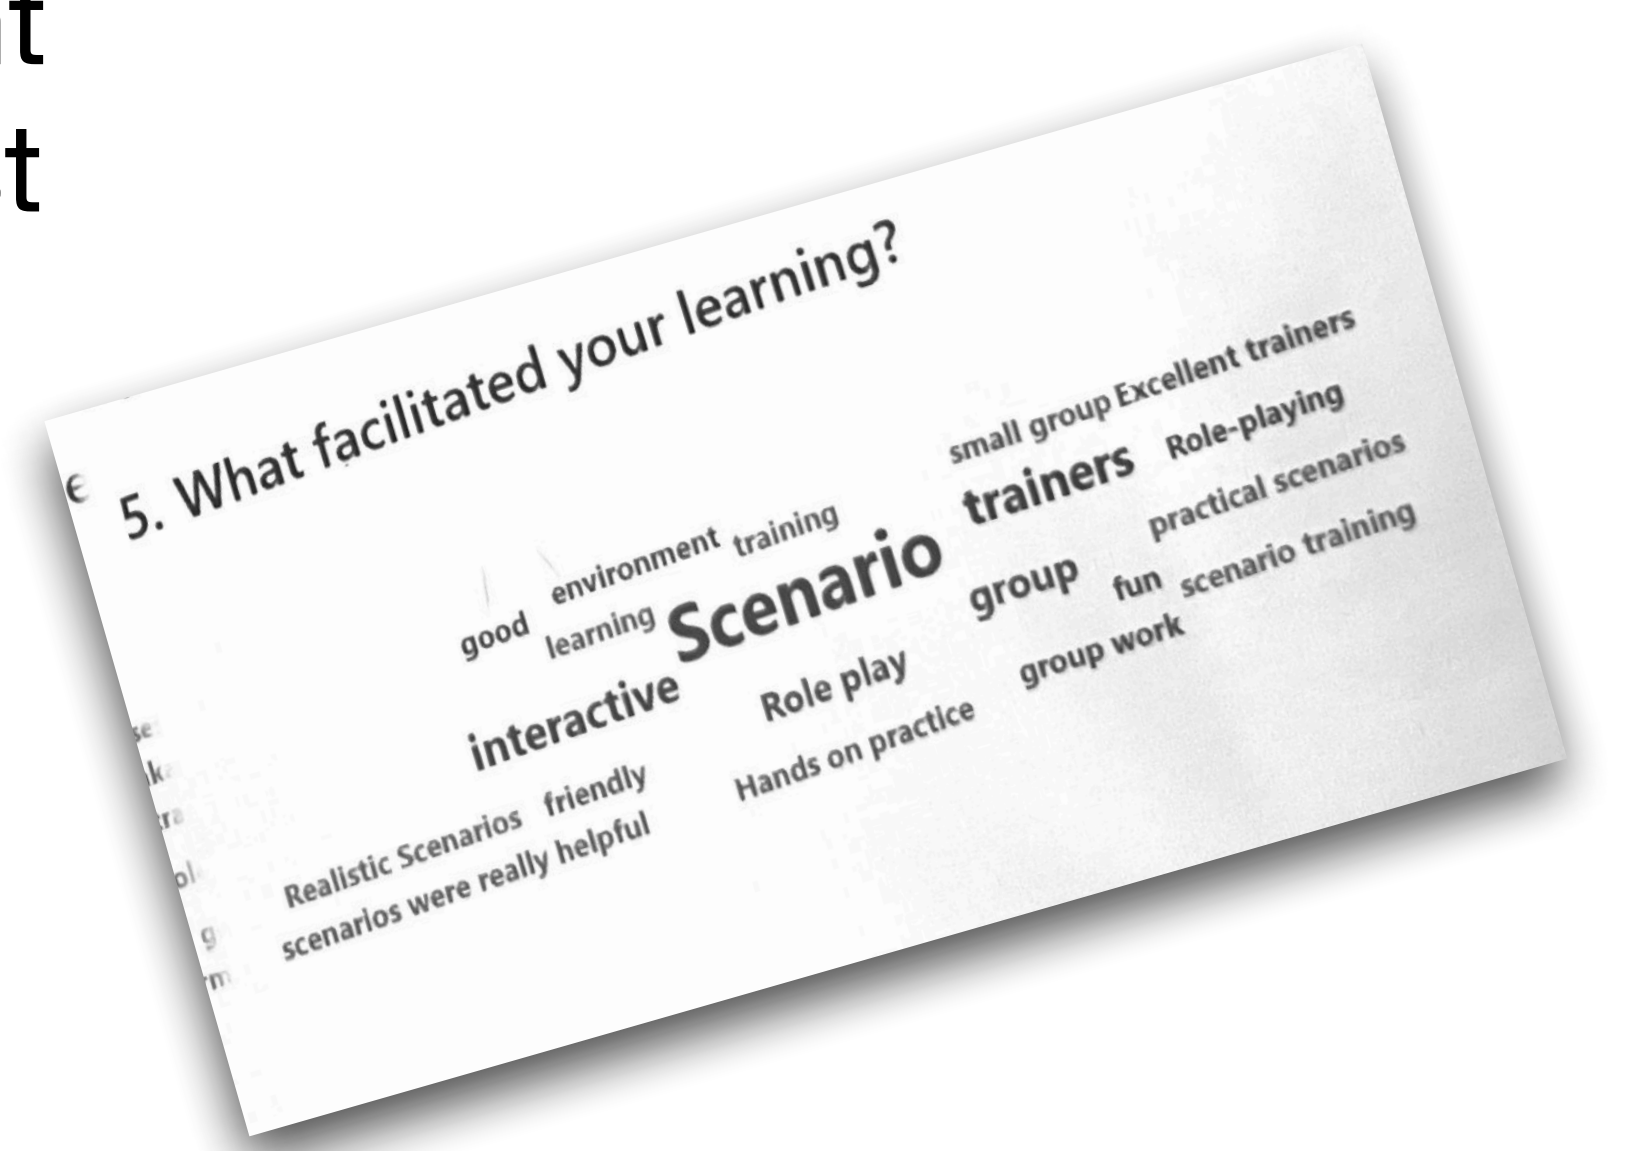 5. What facilitated your learning?
small group Excellent trainers
trainers Role-playing
environment training
good learning Scenario group practical scenarios
fun scenario training
interactive Role play group work
Hands on practice
Realistic Scenarios friendly
scenarios were really helpful